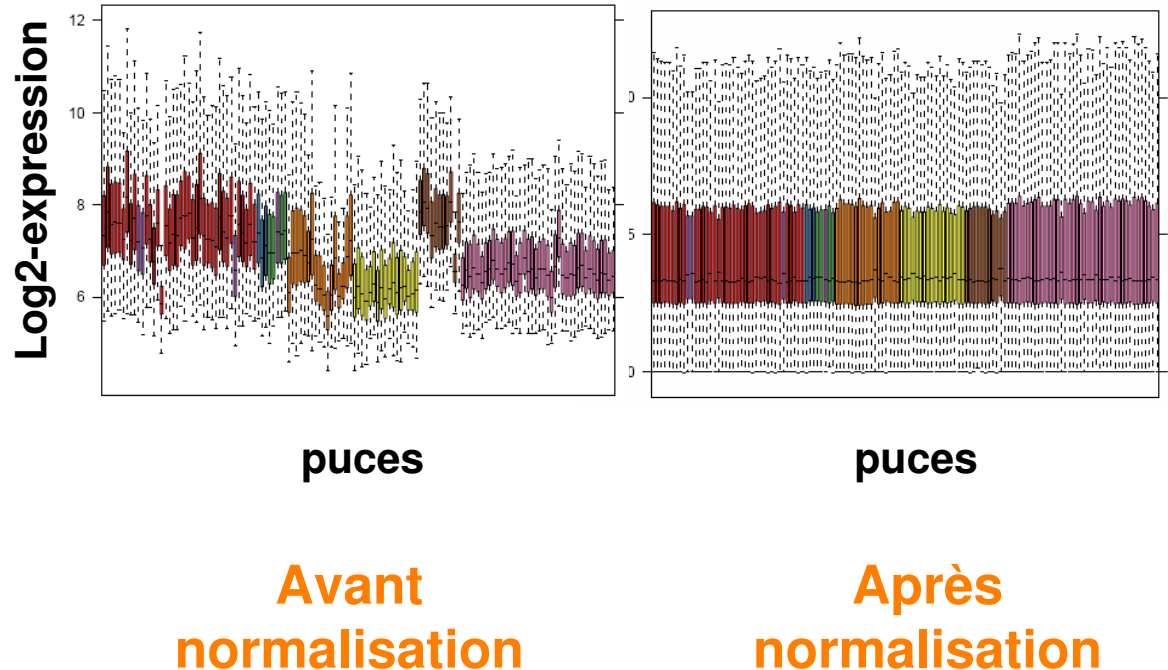 Log2-expression
12
10
8
6
0
5
0
puces
puces
Avant
normalisation
Après
normalisation